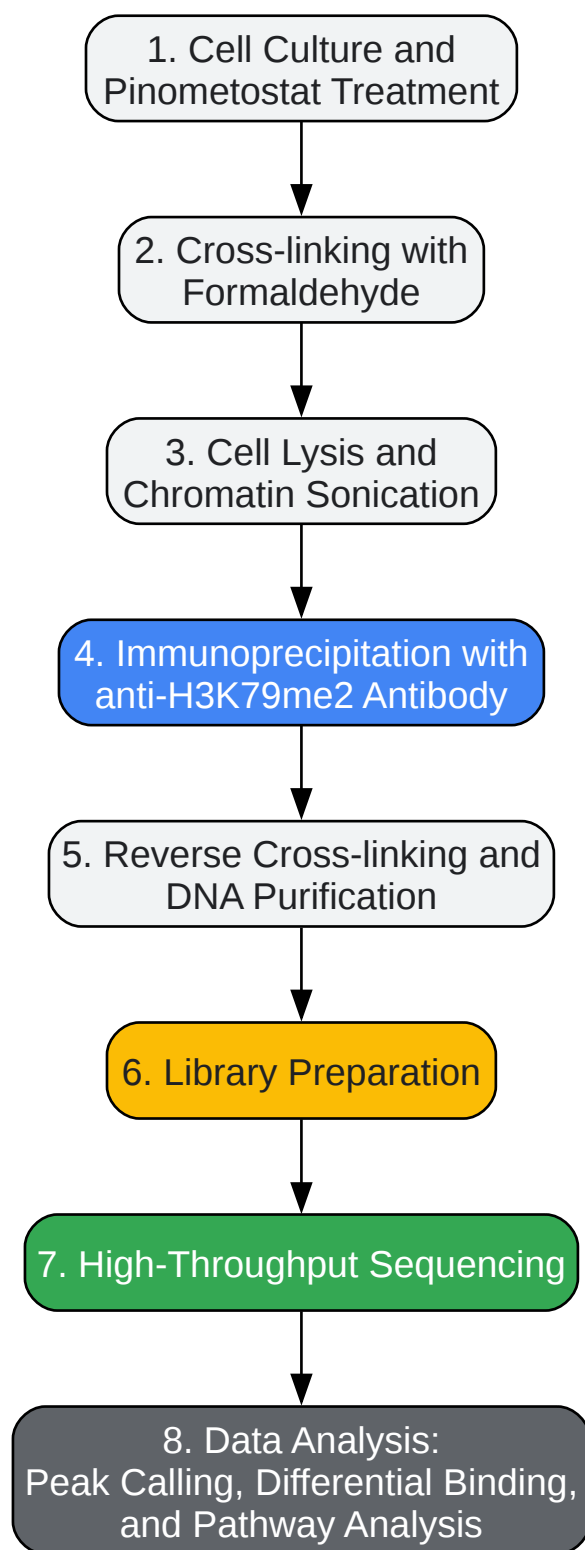 1. Cell Culture and
Pinometostat Treatment
2. Cross-linking with
Formaldehyde
3. Cell Lysis and
Chromatin Sonication
4. Immunoprecipitation with
anti-H3K79me2 Antibody
5. Reverse Cross-linking and
DNA Purification
6. Library Preparation
7. High-Throughput Sequencing
8. Data Analysis:
Peak Calling, Differential Binding,
and Pathway Analysis